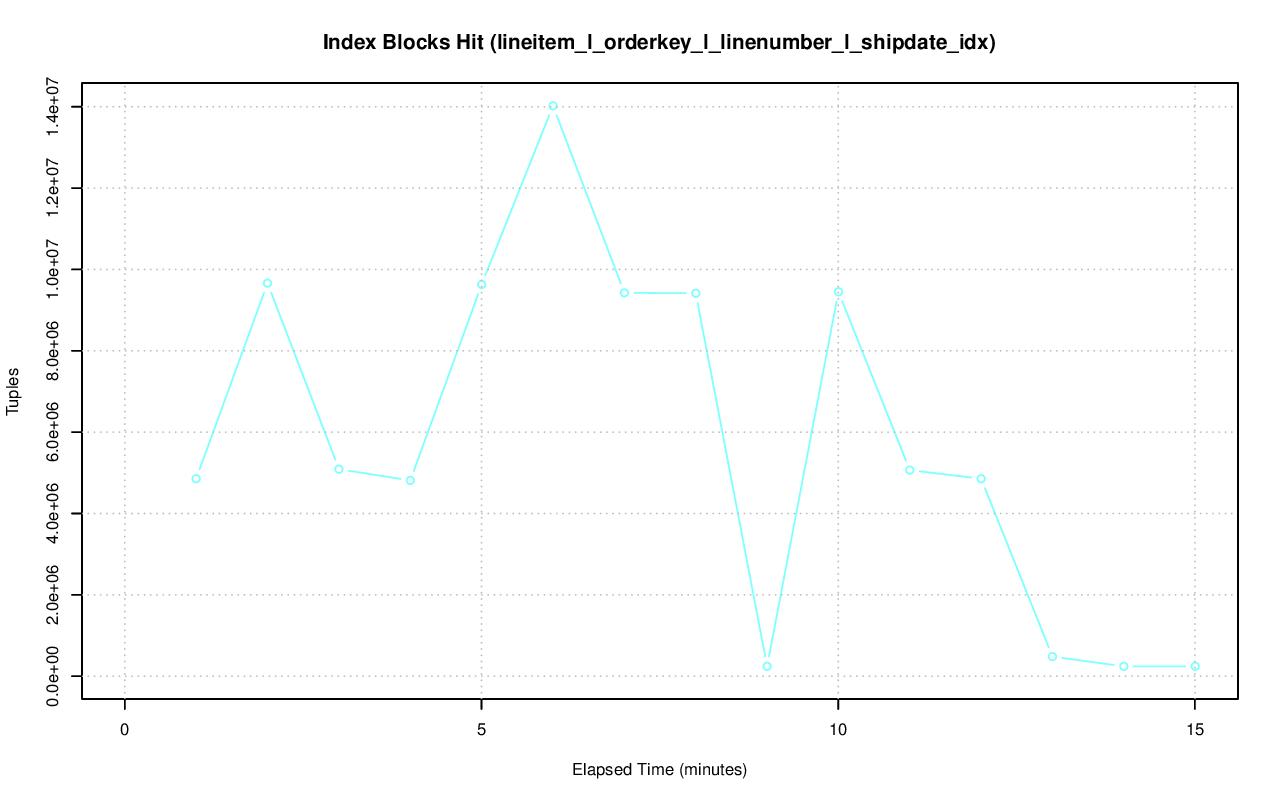 Index Blocks Hit (lineitem_l_orderkey_l_linenumber_l_shipdate_idx)
Tuples
1.4e+07
1.2e+07
1.0e+07
8.0e+06
6.0e+06
4.0e+06
2.0e+06
0.0e+00
0 5 10 15
Elapsed Time (minutes)